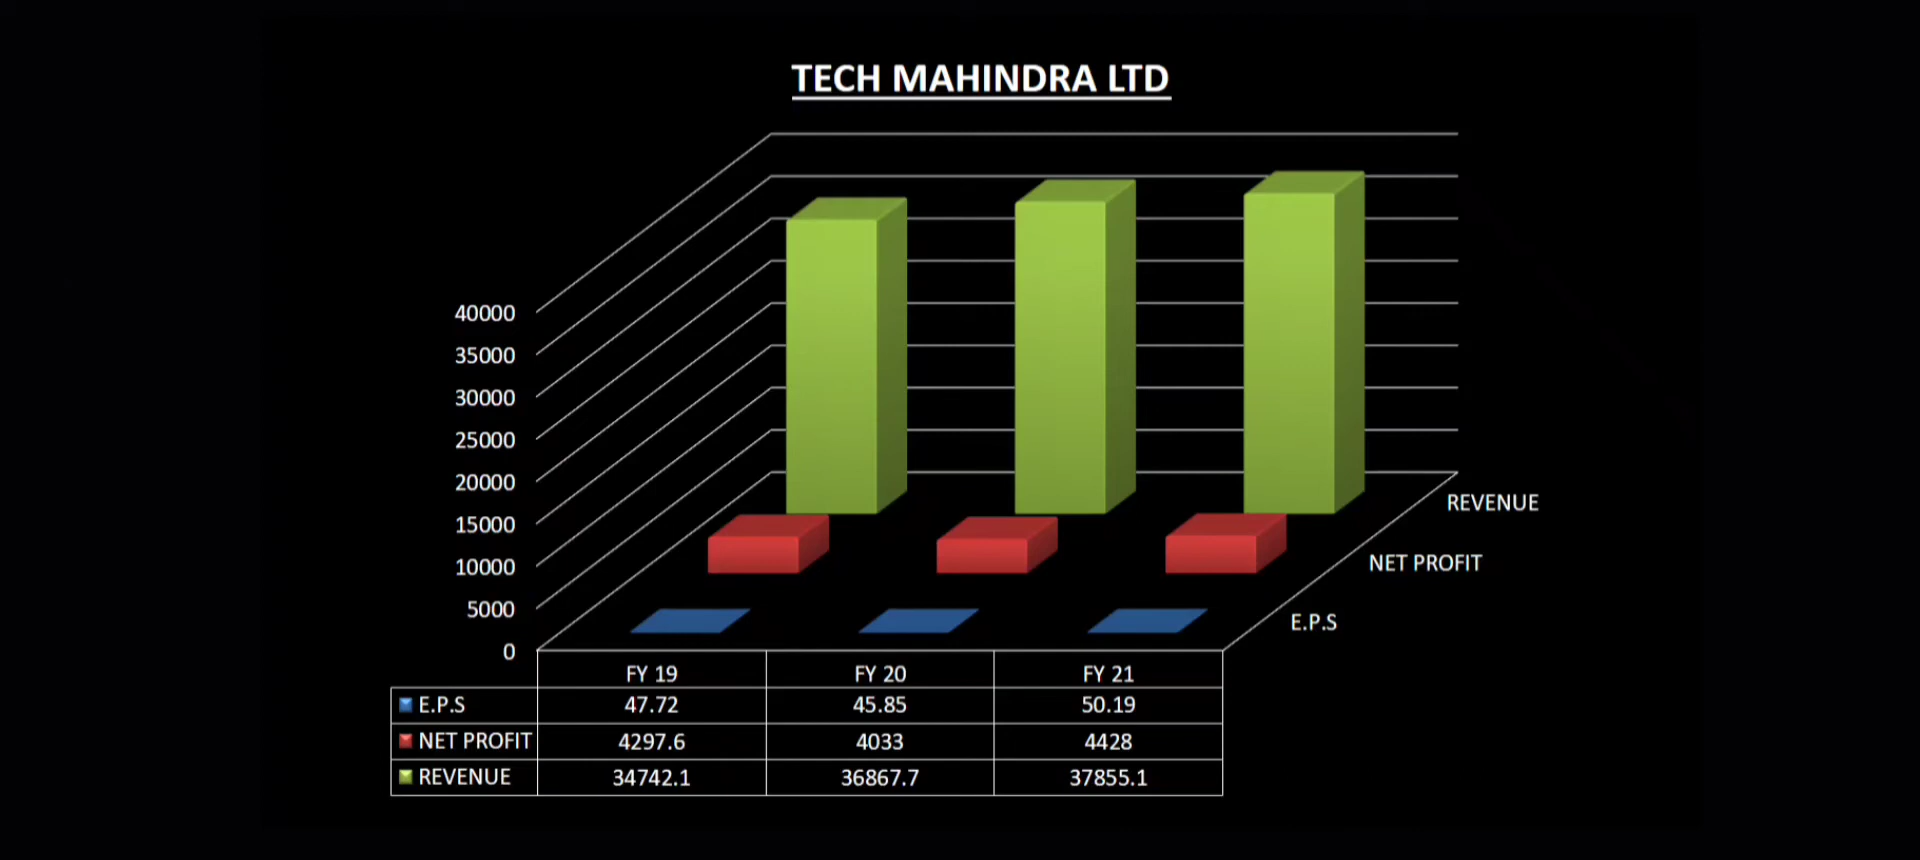 TECH MAHINDRA LTD
40000
35000
30000
25000
20000
15000
10000
5000
0
REVENUE
NET PROFIT
E.P.S
FY 19 FY 20 FY 21
E.P.S 47.72 45.85 50.19
NET PROFIT 4297.6 4033 4428
REVENUE 34742.1 36867.7 37855.1